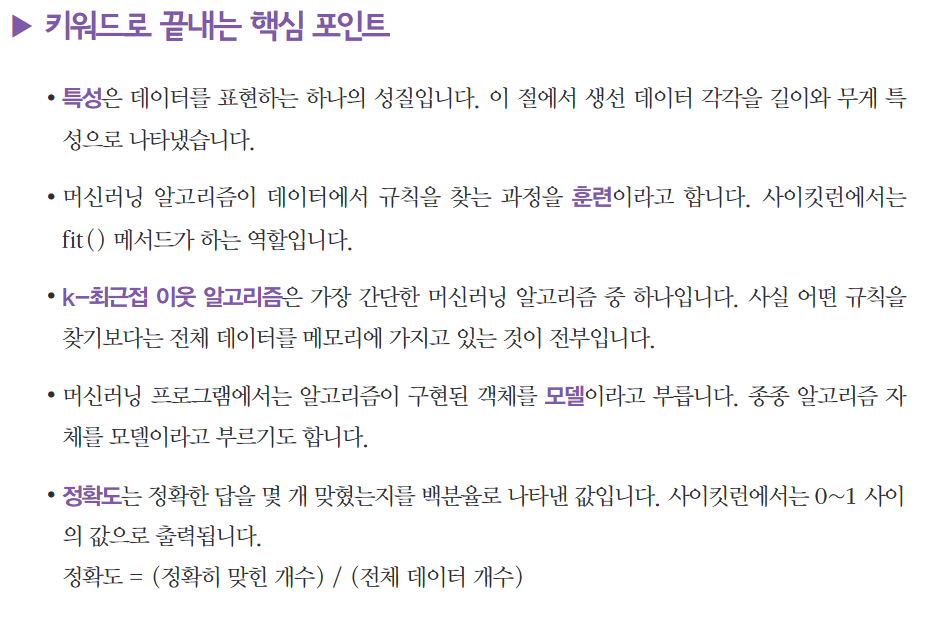 ▶ 키워드로 끝내는 핵심 포인트
• 특성은 데이터를 표현하는 하나의 성질입니다. 이 절에서 생선 데이터 각각을 길이와 무게 특
성으로 나타냈습니다.
• 머신러닝 알고리즘이 데이터에서 규칙을 찾는 과정을 훈련이라고 합니다. 사이킷런에서는
fit() 메서드가 하는 역할입니다.
• k-최근접 이웃 알고리즘은 가장 간단한 머신러닝 알고리즘 중 하나입니다. 사실 어떤 규칙을
찾기보다는 전체 데이터를 메모리에 가지고 있는 것이 전부입니다.
• 머신러닝 프로그램에서는 알고리즘이 구현된 객체를 모델이라고 부릅니다. 종종 알고리즘 자
체를 모델이라고 부르기도 합니다.
• 정확도는 정확한 답을 몇 개 맞혔는지를 백분율로 나타낸 값입니다. 사이킷런에서는 0~1 사이
의 값으로 출력됩니다.
정확도 = (정확히 맞힌 개수) / (전체 데이터 개수)